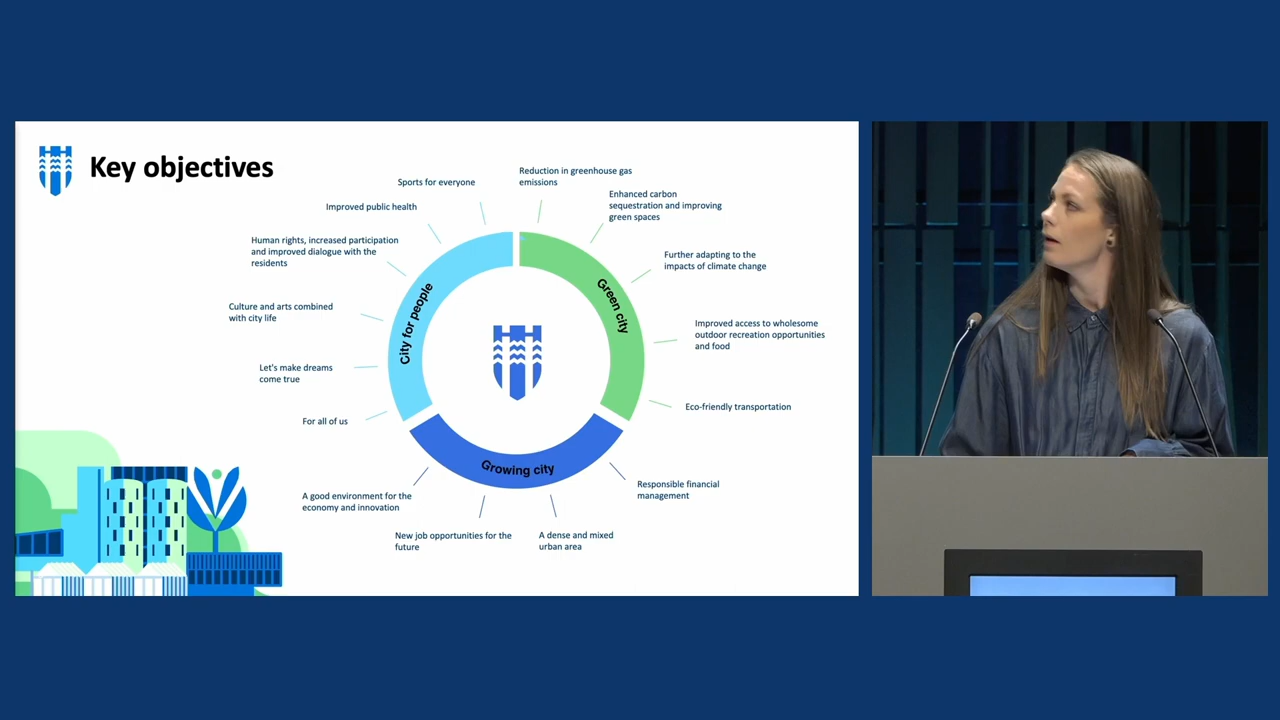 Key objectives
Sports for everyone
Improved public health
Human rights, increased participation
and improved dialogue with the
residents
Culture and arts combined
with city life
Let's make dreams
come true
For all of us
Reduction in greenhouse gas
emissions
Enhanced carbon
sequestration and improving
green spaces
Further adapting to the
impacts of climate change
Improved access to wholesome
outdoor recreation opportunities
and food
Eco-friendly transportation
City for people
Green city
Growing city
A good environment for the
economy and innovation
New job opportunities for the
future
A dense and mixed
urban area
Responsible financial
management